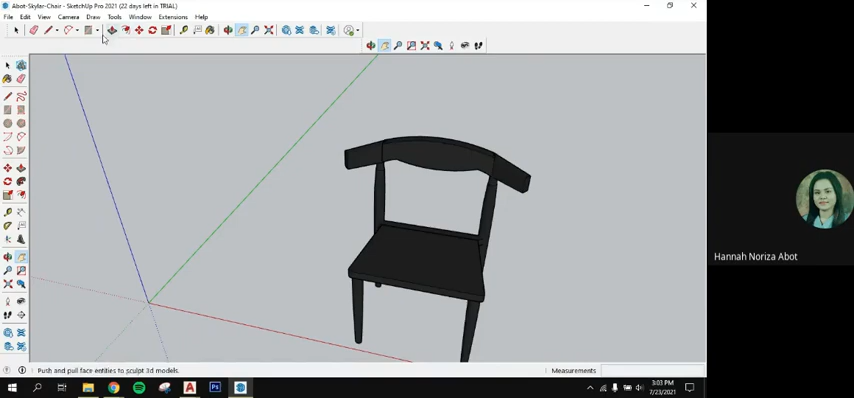 Abot-Skylar-Chair - SketchUp Pro 2021 (22 days left in TRIAL)
File Edit View Camera Draw Tools Window Extensions Help
Hannah Noriza Abot
Push and pull face entities to sculpt 3d models.
Measurements
3:03 PM
7/23/2021